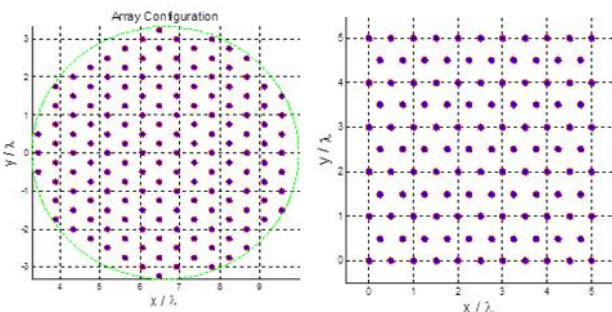 Array Configuration
y / λ
3
2
1
0
-1
-2
-3
4 5 6 7 8 9
x / λ
y / λ
5
4
3
2
1
0
0 1 2 3 4 5
x / λ